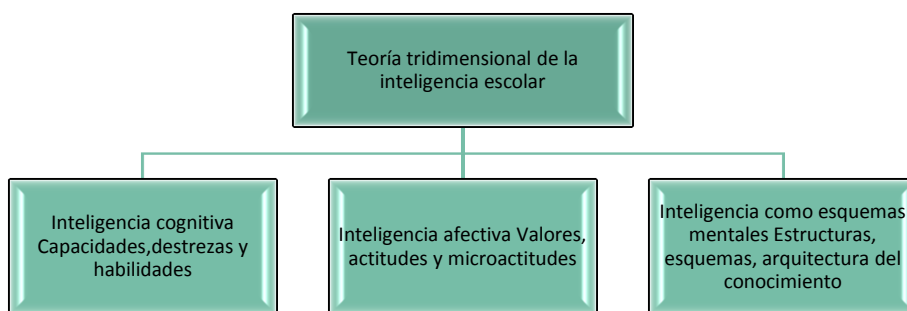 Teoría tridimensional de la
inteligencia escolar
Inteligencia cognitiva
Capacidades,destrezas y
habilidades
Inteligencia afectiva Valores,
actitudes y microactitudes
Inteligencia como esquemas
mentales Estructuras,
esquemas, arquitectura del
conocimiento